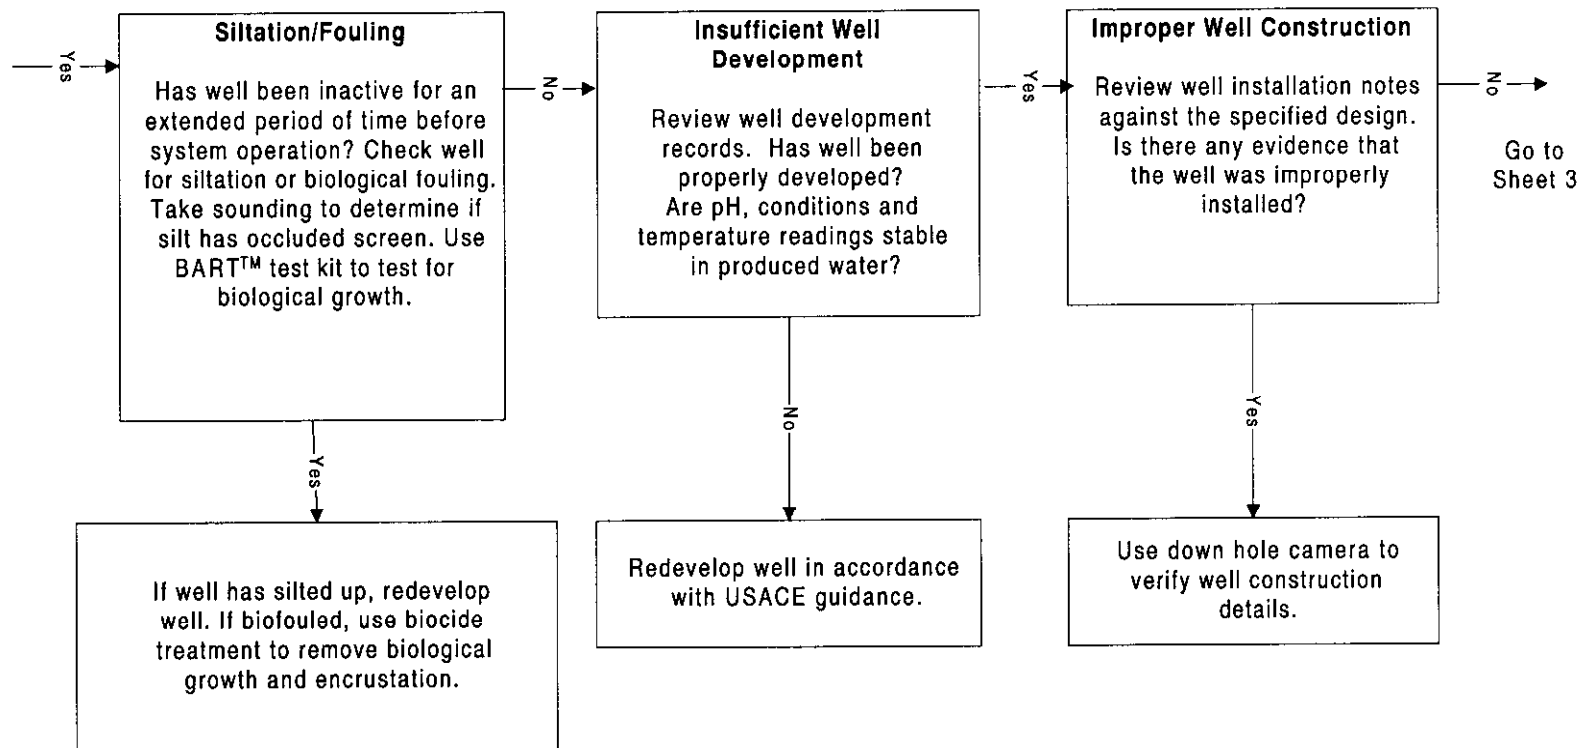 Yes
Siltation/Fouling
Has well been inactive for an
extended period of time before
system operation? Check well
for siltation or biological fouling.
Take sounding to determine if
silt has occluded screen. Use
BART™ test kit to test for
biological growth.
No
Insufficient Well
Development
Review well development
records. Has well been
properly developed?
Are pH, conditions and
temperature readings stable
in produced water?
Yes
Improper Well Construction
Review well installation notes
against the specified design.
Is there any evidence that
the well was improperly
installed?
No
Go to
Sheet 3
Yes
If well has silted up, redevelop
well. If biofouled, use biocide
treatment to remove biological
growth and encrustation.
No
Redevelop well in accordance
with USACE guidance.
Yes
Use down hole camera to
verify well construction
details.